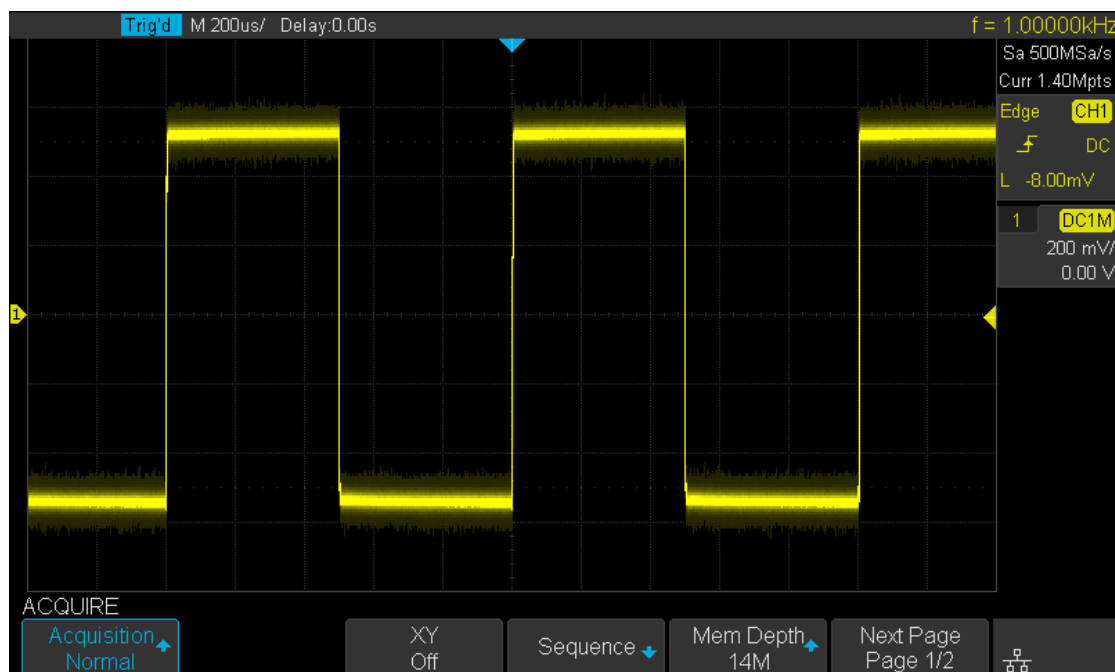 Trig'd M 200us/ Delay:0.00s f = 1.00000kHz
Sa 500MSa/s
Curr 1.40Mpts
Edge CH1
DC
L -8.00mV
1 DC1M
200 mV/
0.00 V
1
ACQUIRE
Acquisition
Normal
XY
Off
Sequence
Mem Depth
14M
Next Page
Page 1/2